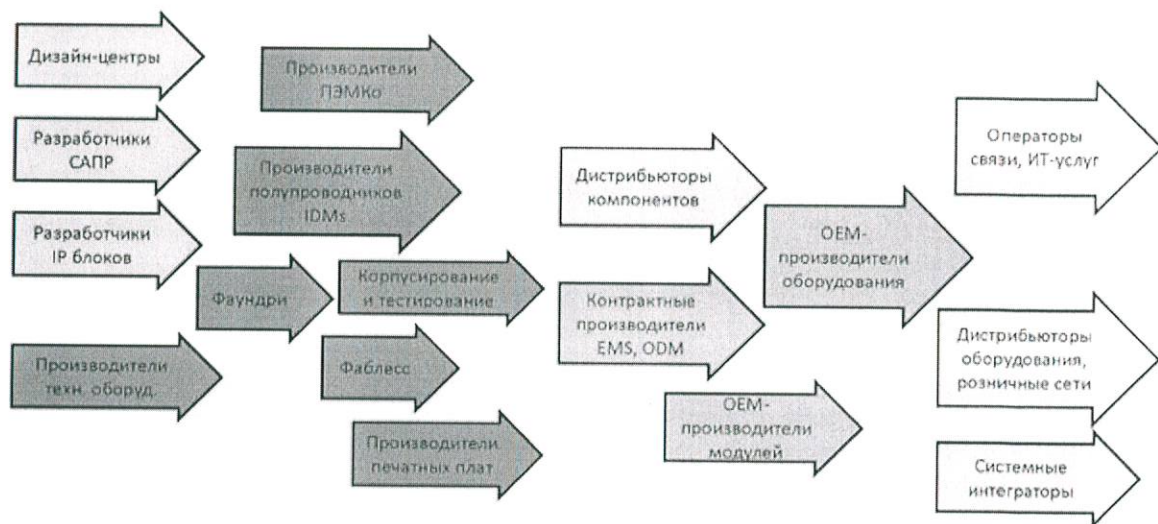 Дизайн-центры
Разработчики
САПР
Разработчики
IP блоков
Производители
техн. оборуд.
Производители
ПЭМКо
Производители
полупроводников
IDMs
Фаундри
Корпусирование
и тестирование
Фаблесс
Производители
печатных плат
Дистрибьюторы
компонентов
Контрактные
производители
EMS, ODM
OEM-
производители
модулей
OEM-
производители
оборудования
Операторы
связи, ИТ-услуг
Дистрибьюторы
оборудования,
розничные сети
Системные
интеграторы